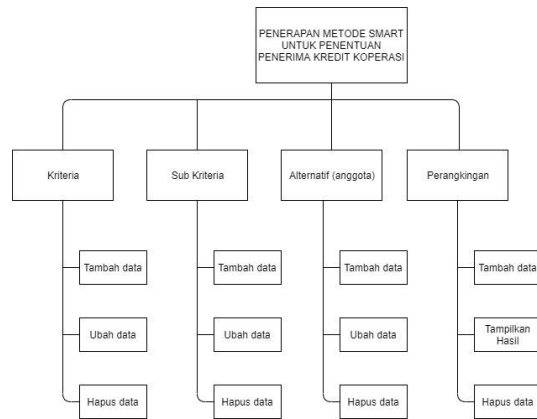 PENERAPAN METODE SMART
UNTUK PENENTUAN
PENERIMA KREDIT KOPERASI
Kriteria
Sub Kriteria
Alternatif (anggota)
Perangkingan
Tambah data
Tambah data
Tambah data
Tambah data
Ubah data
Ubah data
Ubah data
Tampilkan
Hasil
Hapus data
Hapus data
Hapus data
Hapus data